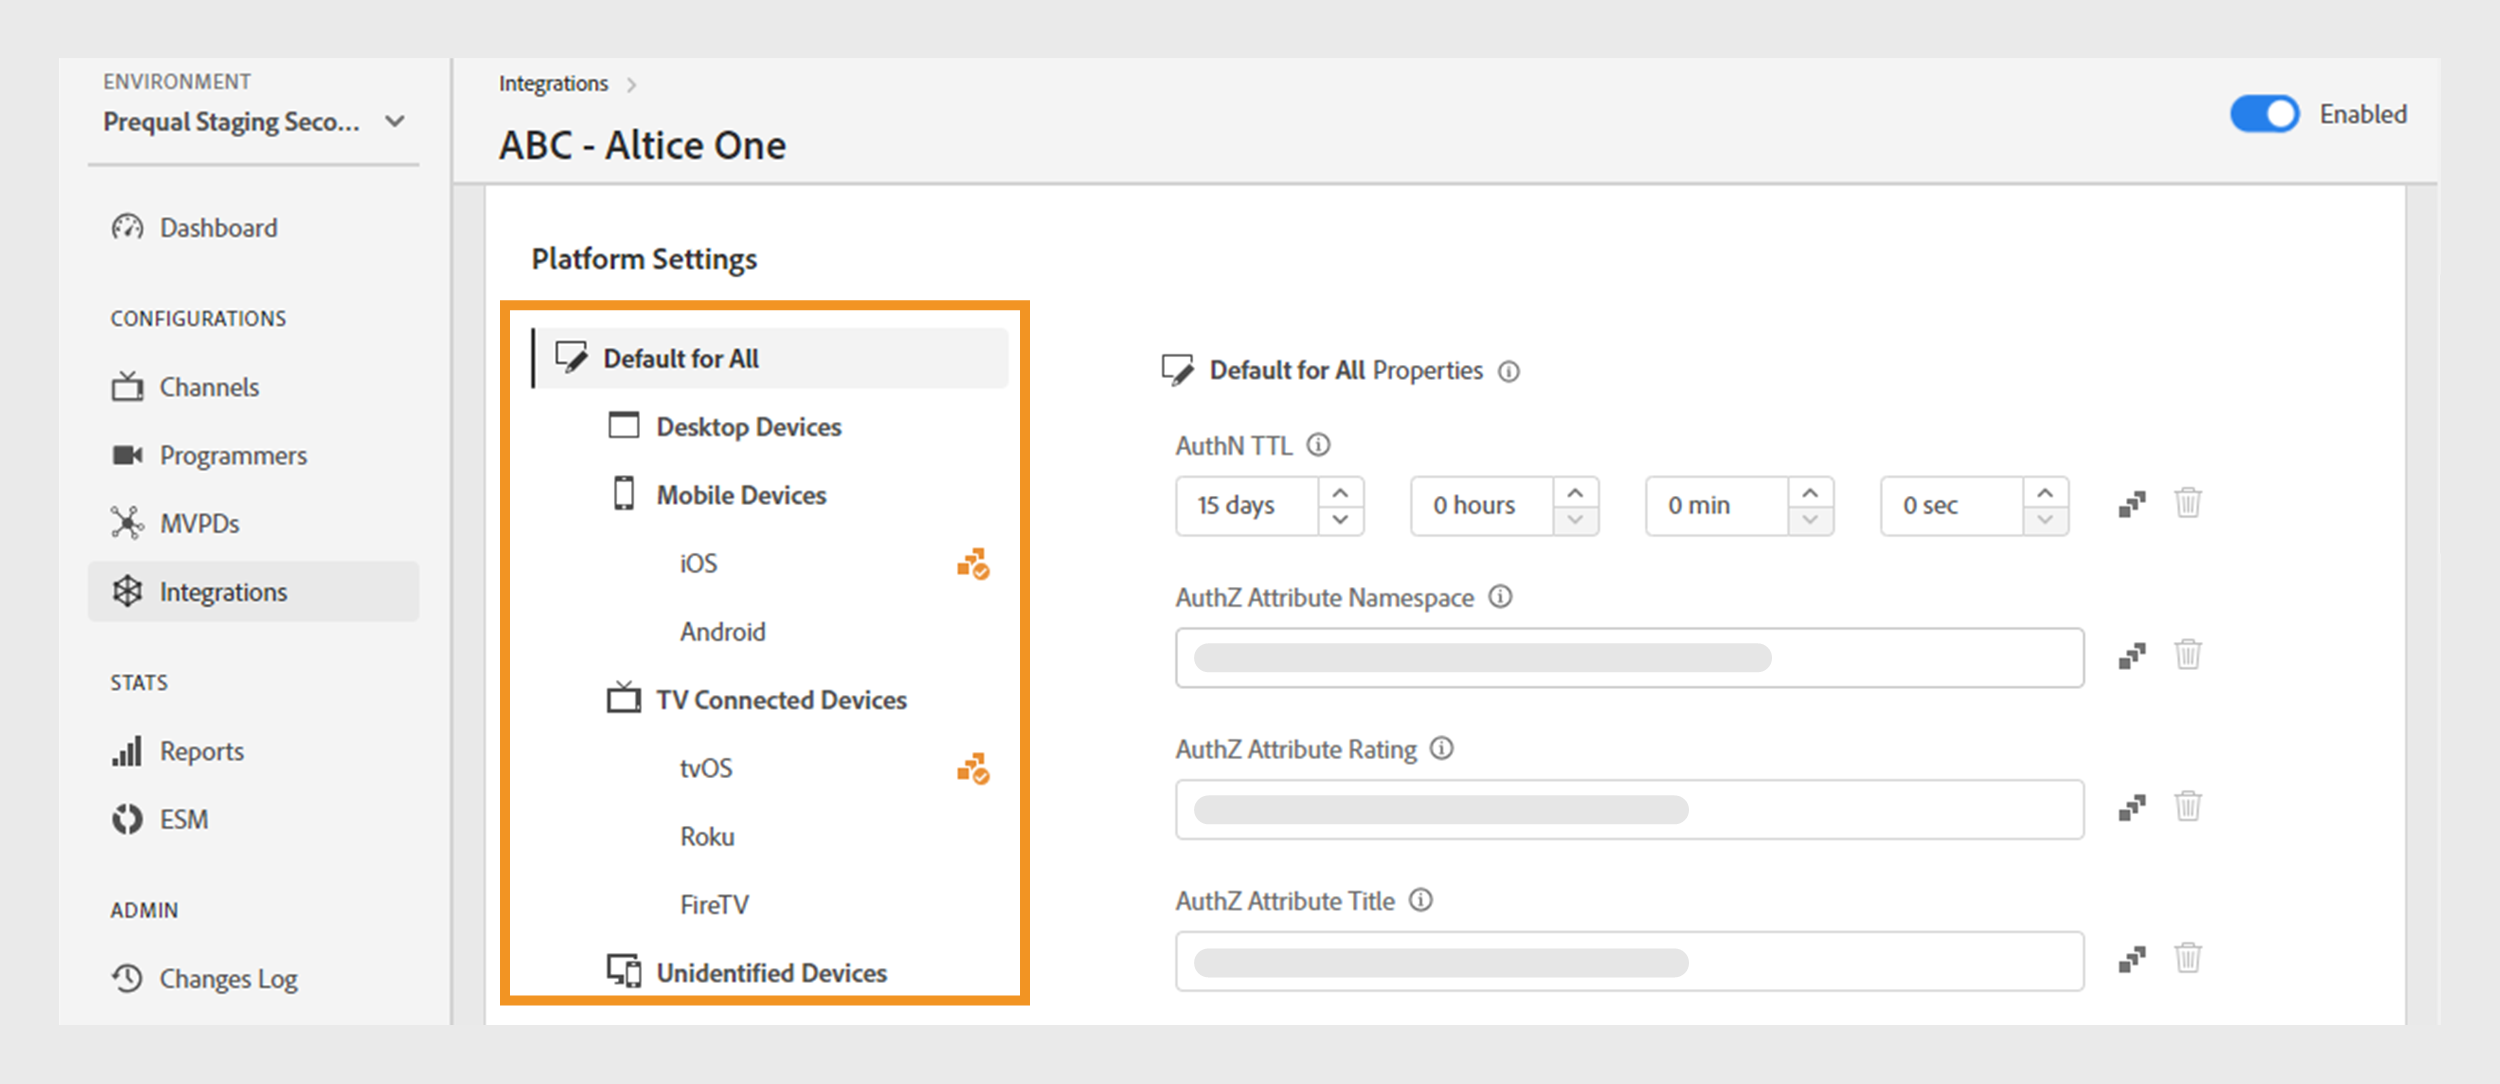 ENVIRONMENT
Prequal Staging Seco...
Dashboard
CONFIGURATIONS
Channels
Programmers
MVPDs
Integrations
STATS
Reports
ESM
ADMIN
Changes Log
Integrations
ABC - Altice One
Enabled
Platform Settings
Default for All
Desktop Devices
Mobile Devices
iOS
Android
TV Connected Devices
tvOS
Roku
FireTV
Unidentified Devices
Default for All Properties
AuthN TTL
15 days 0 hours 0 min 0 sec
AuthZ Attribute Namespace
AuthZ Attribute Rating
AuthZ Attribute Title